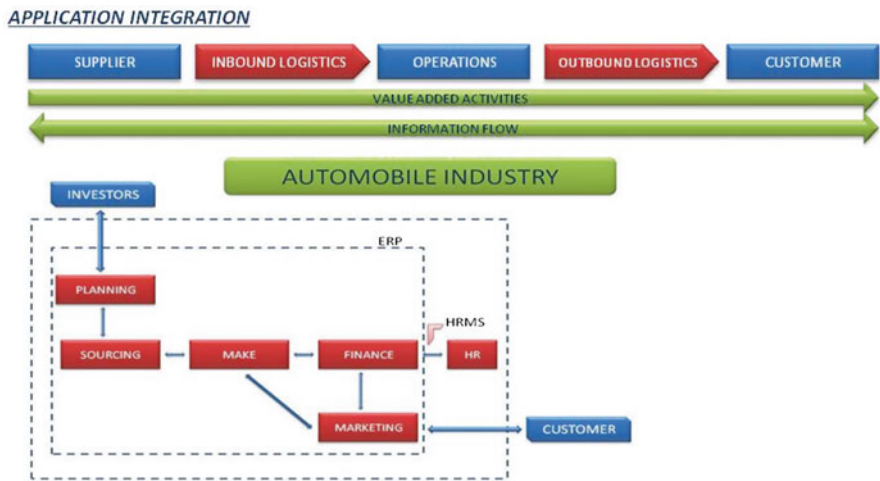 APPLICATION INTEGRATION
SUPPLIER
INBOUND LOGISTICS
OPERATIONS
OUTBOUND LOGISTICS
CUSTOMER
VALUE ADDED ACTIVITIES
INFORMATION FLOW
AUTOMOBILE INDUSTRY
INVESTORS
ERP
PLANNING
HRMS
SOURCING
MAKE
FINANCE
HR
MARKETING
CUSTOMER